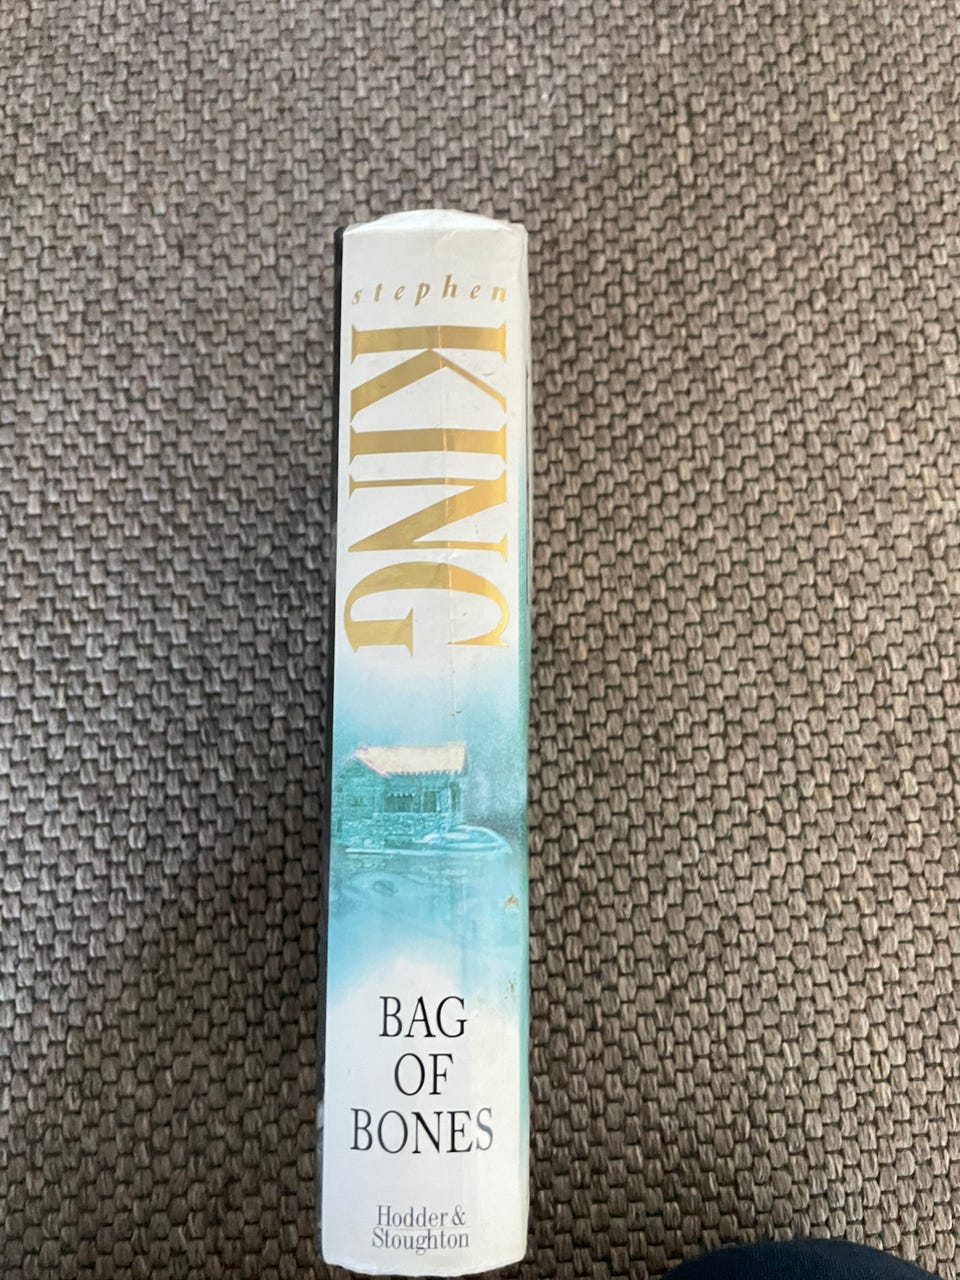 stephen
KING
BAG
OF
BONES
Hodder &
Stoughton